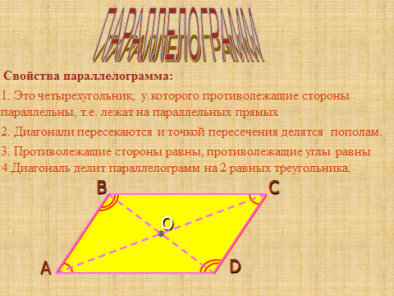 ПАРАЛЛЕЛОГРАММ
Свойства параллелограмма:
1. Это четырехугольник, у которого противолежащие стороны
параллельны, т.е. лежат на параллельных прямых
2. Диагонали пересекаются и точкой пересечения делятся пополам.
3. Противолежащие стороны равны, противолежащие углы равны
4.Диагональ делит параллелограмм на 2 равных треугольника.
B C
O
A D